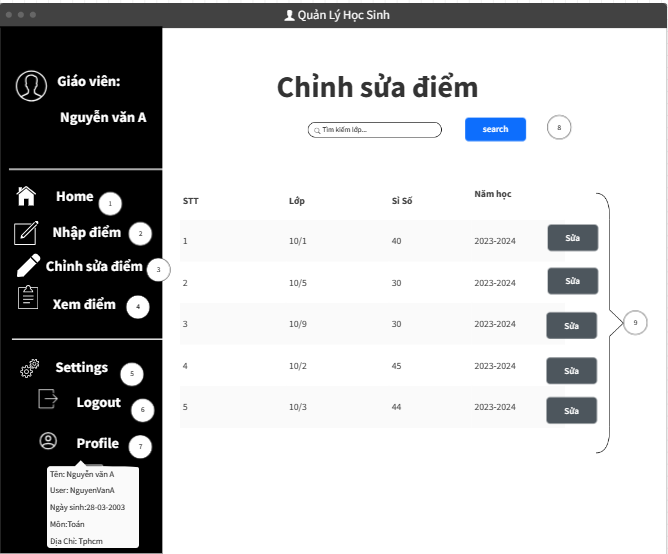 Quản Lý Học Sinh
Giáo viên:
Nguyễn văn A
Home 1
Nhập điểm 2
Chỉnh sửa điểm 3
Xem điểm 4
Settings 5
Logout 6
Profile 7
Tên: Nguyễn văn A
User: NguyenVanA
Ngày sinh:28-03-2003
Môn:Toán
Địa Chỉ: Tphcm
Chỉnh sửa điểm
Tìm kiếm lớp... search 8
STT Lớp Sỉ Số Năm học
1 10/1 40 2023-2024 Sửa
2 10/5 30 2023-2024 Sửa
3 10/9 30 2023-2024 Sửa
4 10/2 45 2023-2024 Sửa
5 10/3 44 2023-2024 Sửa
9